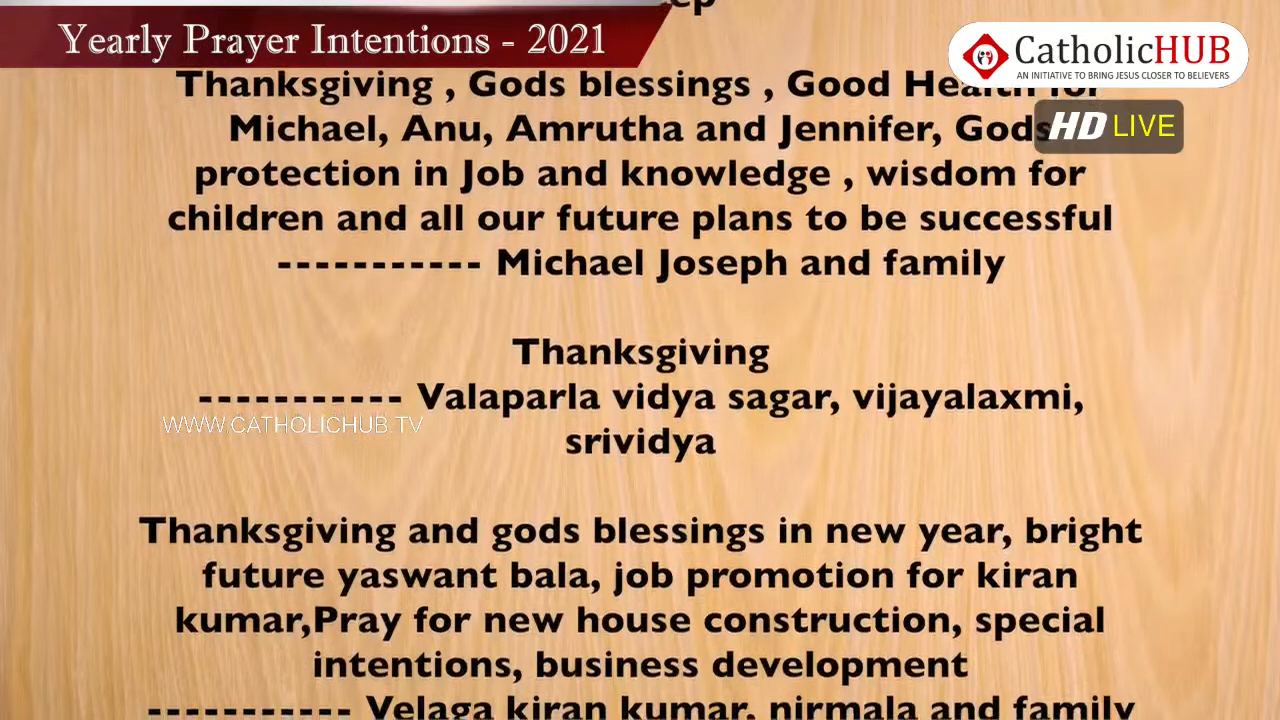 Yearly Prayer Intentions - 2021
CatholicHUB
AN INITIATIVE TO BRING JESUS CLOSER TO BELIEVERS
HD LIVE
Thanksgiving , Gods blessings , Good Health for
Michael, Anu, Amrutha and Jennifer, Gods
protection in Job and knowledge , wisdom for
children and all our future plans to be successful
----------- Michael Joseph and family
Thanksgiving
----------- Valaparla vidya sagar, vijayalaxmi,
WWW.CATHOLICHUB.TV
srividya
Thanksgiving and gods blessings in new year, bright
future yaswant bala, job promotion for kiran
kumar,Pray for new house construction, special
intentions, business development
----------- Velaga kiran kumar, nirmala and family